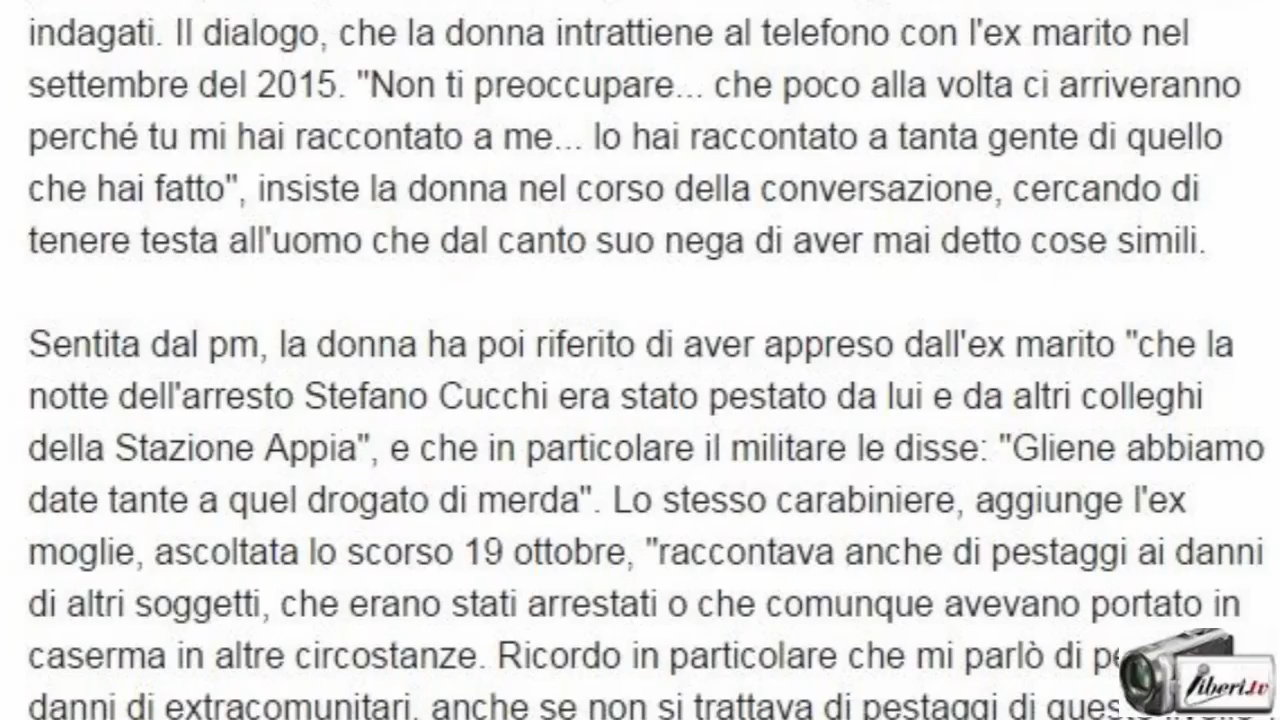 indagati. Il dialogo, che la donna intrattiene al telefono con l'ex marito nel
settembre del 2015. "Non ti preoccupare... che poco alla volta ci arriveranno
perché tu mi hai raccontato a me... lo hai raccontato a tanta gente di quello
che hai fatto", insiste la donna nel corso della conversazione, cercando di
tenere testa all'uomo che dal canto suo nega di aver mai detto cose simili.
Sentita dal pm, la donna ha poi riferito di aver appreso dall'ex marito "che la
notte dell'arresto Stefano Cucchi era stato pestato da lui e da altri colleghi
della Stazione Appia", e che in particolare il militare le disse: "Gliene abbiamo
date tante a quel drogato di merda". Lo stesso carabiniere, aggiunge l'ex
moglie, ascoltata lo scorso 19 ottobre, "raccontava anche di pestaggi ai danni
di altri soggetti, che erano stati arrestati o che comunque avevano portato in
caserma in altre circostanze. Ricordo in particolare che mi parlò di
danni di extracomunitari, anche se non si trattava di pestaggi di
liberi.tv